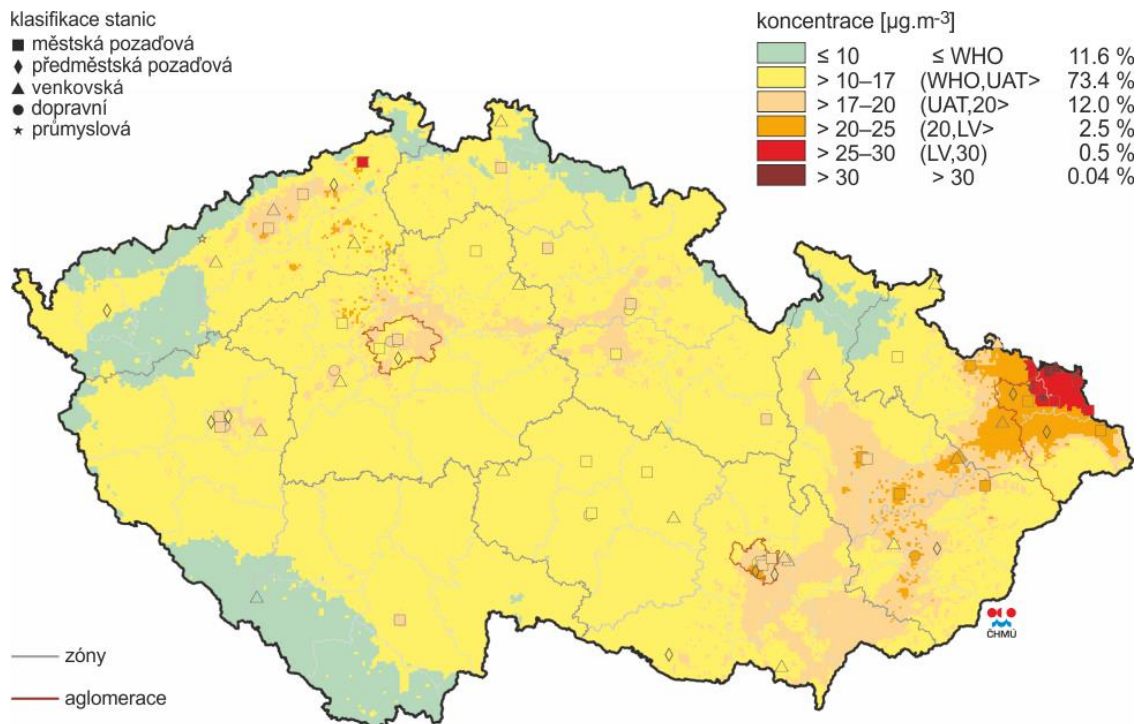 klasifikace stanic
městská pozaďová
předměstská pozaďová
venkovská
dopravní
průmyslová
koncentrace [µg.m-3]
≤ 10 ≤ WHO 11.6 %
> 10–17 (WHO,UAT> 73.4 %
> 17–20 (UAT,20> 12.0 %
> 20–25 (20,LV> 2.5 %
> 25–30 (LV,30) 0.5 %
> 30 > 30 0.04 %
ČHMÚ
zóny
aglomerace